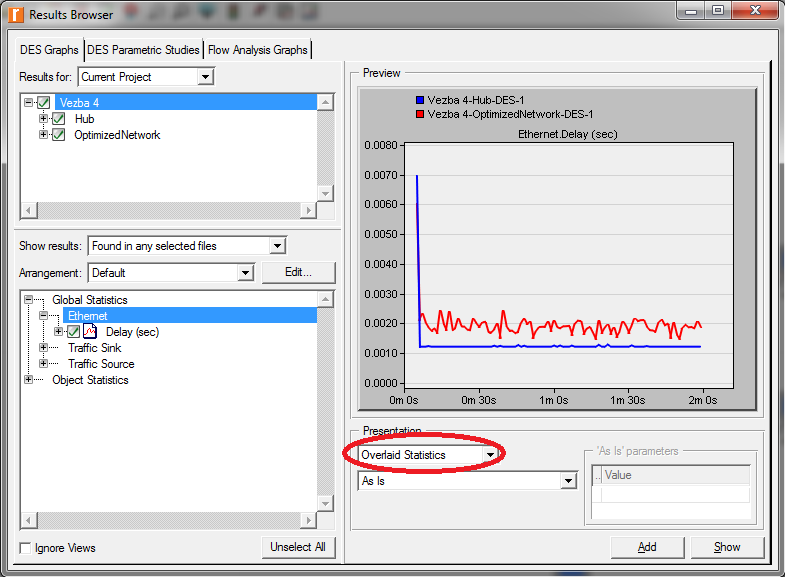 Results Browser
DES Graphs DES Parametric Studies Flow Analysis Graphs
Results for: Current Project
Vezba 4
Hub
OptimizedNetwork
Show results: Found in any selected files
Arrangement: Default Edit...
Global Statistics
Ethernet
Delay (sec)
Traffic Sink
Traffic Source
Object Statistics
Ignore Views Unselect All
Preview
Vezba 4-Hub-DES-1
Vezba 4-OptimizedNetwork-DES-1
Ethernet.Delay (sec)
0.0080
0.0070
0.0060
0.0050
0.0040
0.0030
0.0020
0.0010
0.0000
0m 0s 0m 30s 1m 0s 1m 30s 2m 0s
Presentation
Overlaid Statistics
As Is
'As Is' parameters
.. Value
Add Show